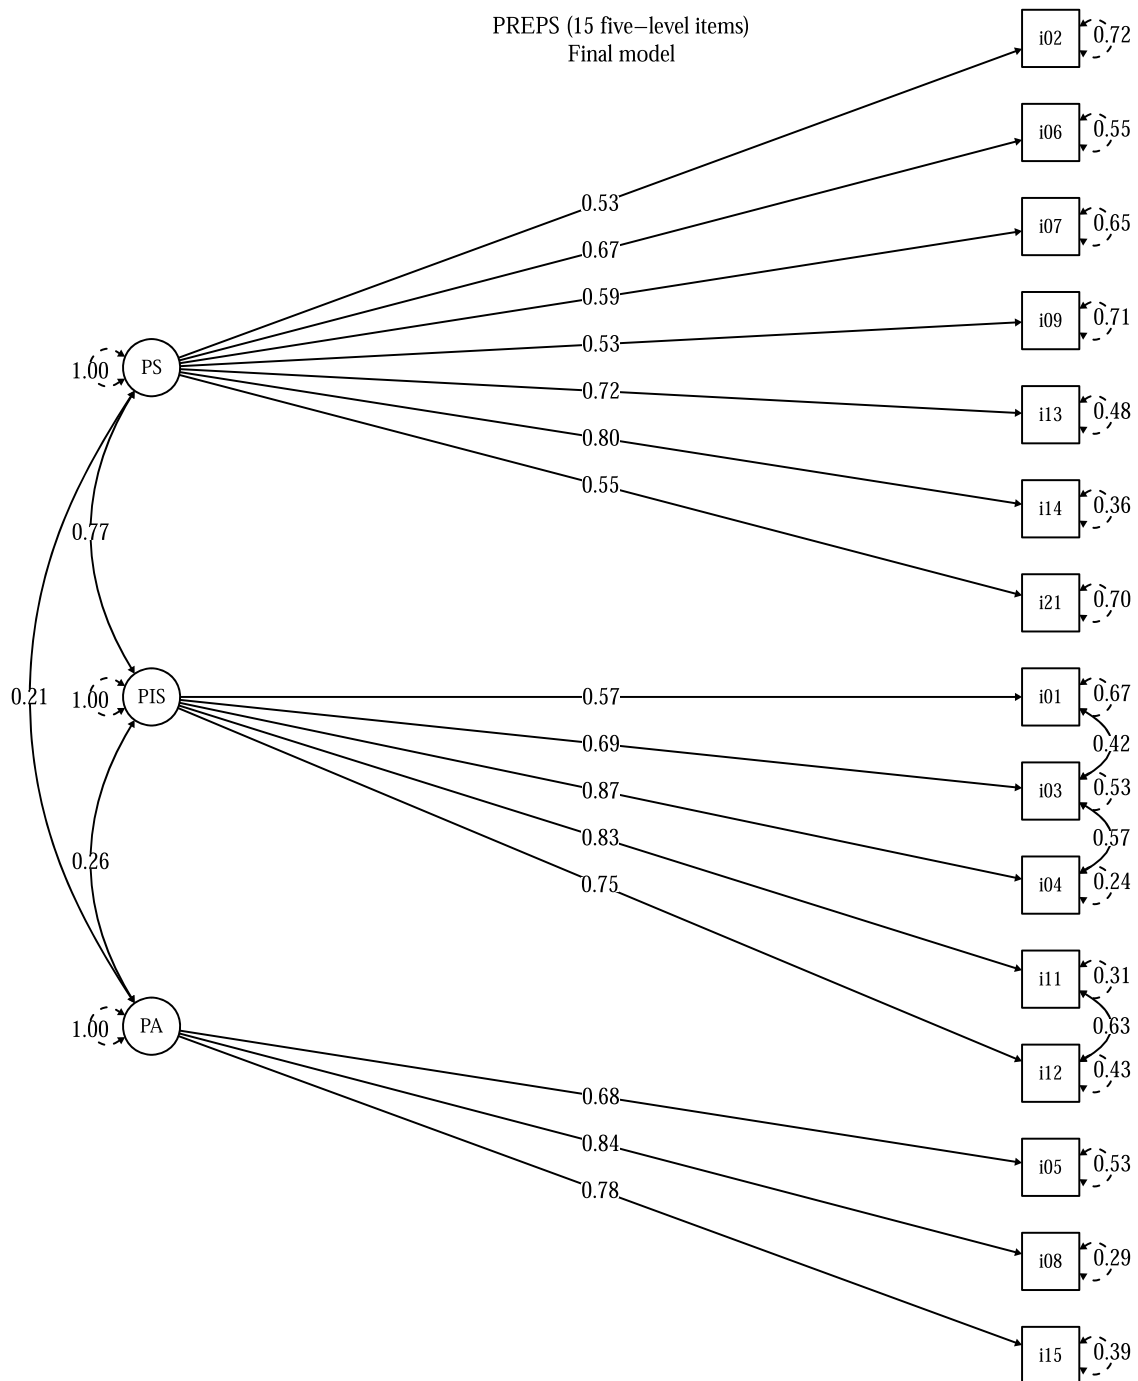 PREPS (15 five–level items)
Final model
i02
0.72
i06
0.55
i07
0.65
i09
0.71
i13
0.48
i14
0.36
i21
0.70
0.53
0.67
0.59
0.53
0.72
0.80
0.55
PS
1.00
0.77
0.21
PIS
1.00
0.57
0.69
0.87
0.83
0.75
i01
0.67
0.42
i03
0.53
0.57
i04
0.24
i11
0.31
0.63
i12
0.43
0.26
PA
1.00
0.68
0.84
0.78
i05
0.53
i08
0.29
i15
0.39